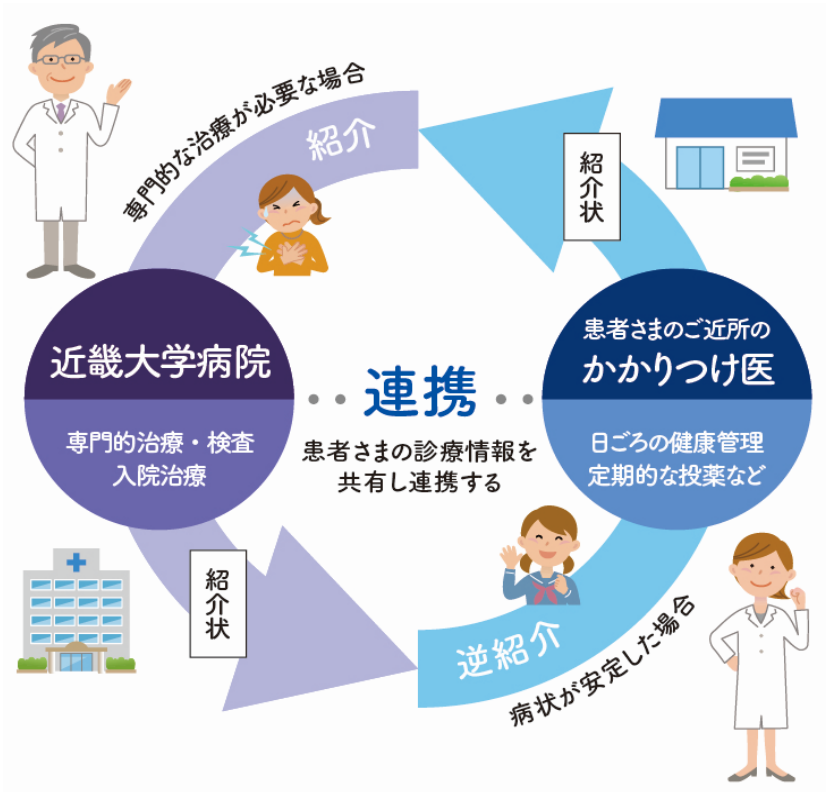 専門的な治療が必要な場合
紹介
紹介状
近畿大学病院
専門的治療・検査
入院治療
連携
患者さまの診療情報を
共有し連携する
患者さまのご近所の
かかりつけ医
日ごろの健康管理
定期的な投薬など
紹介状
逆紹介
病状が安定した場合